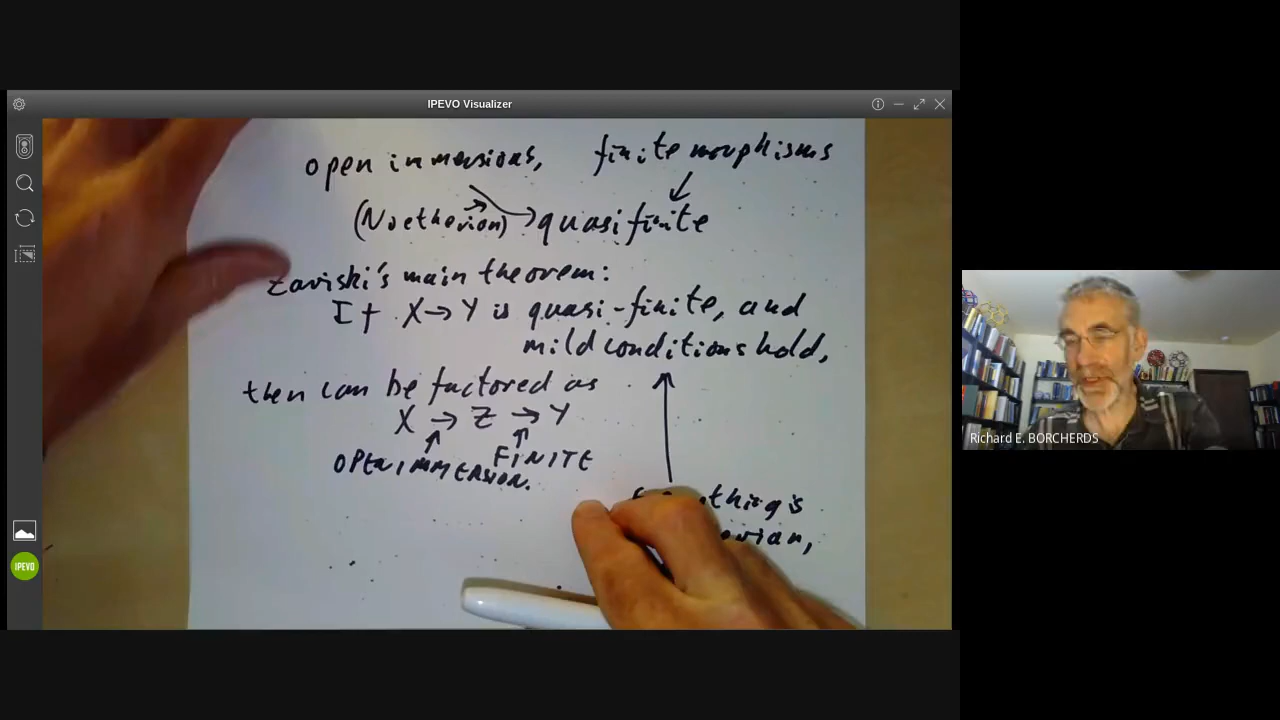 IPEVO Visualizer
open immersions, finite morphisms
(Noetherian) quasifinite
Zariski's main theorem:
If X → Y is quasi-finite, and
mild conditions hold,
then can be factored as
X → Z → Y
OPEN IMMERSION. FINITE
is
IPEVO
Richard E. BORCHERDS